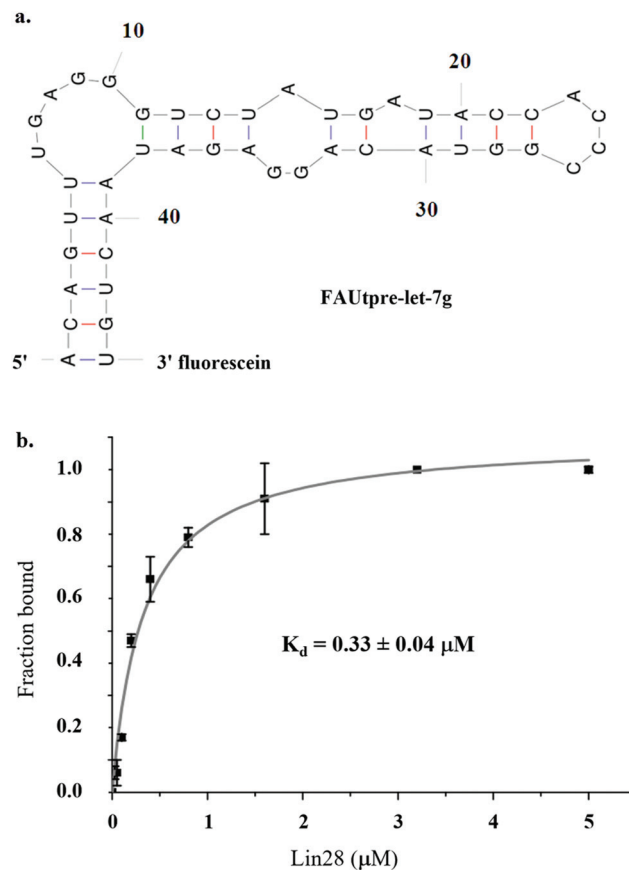 a.
10
20
G U C U A U G A U A C C A C C C
U G A G G
U A G A G G A C A U G G
U U G A C A
A A C U G U
40
30
FAUtpre-let-7g
5'
3' fluorescein
b.
1.0
0.8
0.6
0.4
0.2
0.0
Fraction bound
Kd = 0.33 ± 0.04 μM
0 1 2 3 4 5
Lin28 (μM)